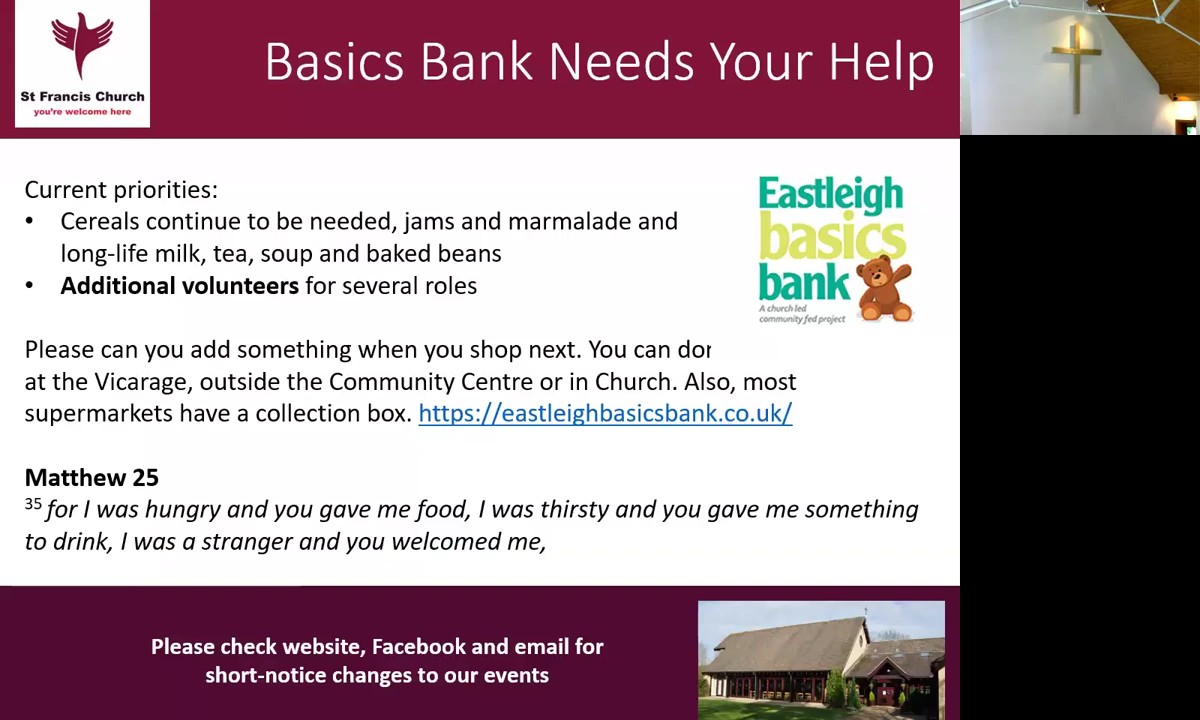 St Francis Church
you're welcome here
Basics Bank Needs Your Help
Current priorities:
• Cereals continue to be needed, jams and marmalade and
long-life milk, tea, soup and baked beans
• Additional volunteers for several roles
Eastleigh
basics
bank
A church led
community fed project
Please can you add something when you shop next. You can dor
at the Vicarage, outside the Community Centre or in Church. Also, most
supermarkets have a collection box. https://eastleighbasicsbank.co.uk/
Matthew 25
35 for I was hungry and you gave me food, I was thirsty and you gave me something
to drink, I was a stranger and you welcomed me,
Please check website, Facebook and email for
short-notice changes to our events